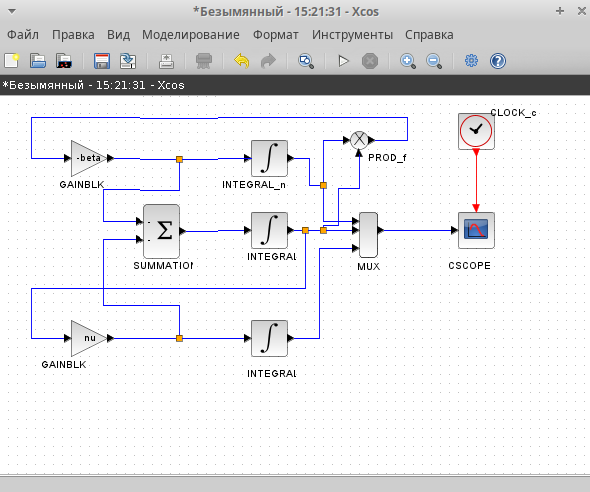 *Безымянный - 15:21:31 - Xcos
Файл Правка Вид Моделирование Формат Инструменты Справка
*Безымянный - 15:21:31 - Xcos
CLOCK_c
-beta
∫
X
PROD_f
GAINBLK
INTEGRAL_n
Σ
∫
SUMMATION
INTEGRAL
MUX
CSCOPE
nu
∫
GAINBLK
INTEGRAL